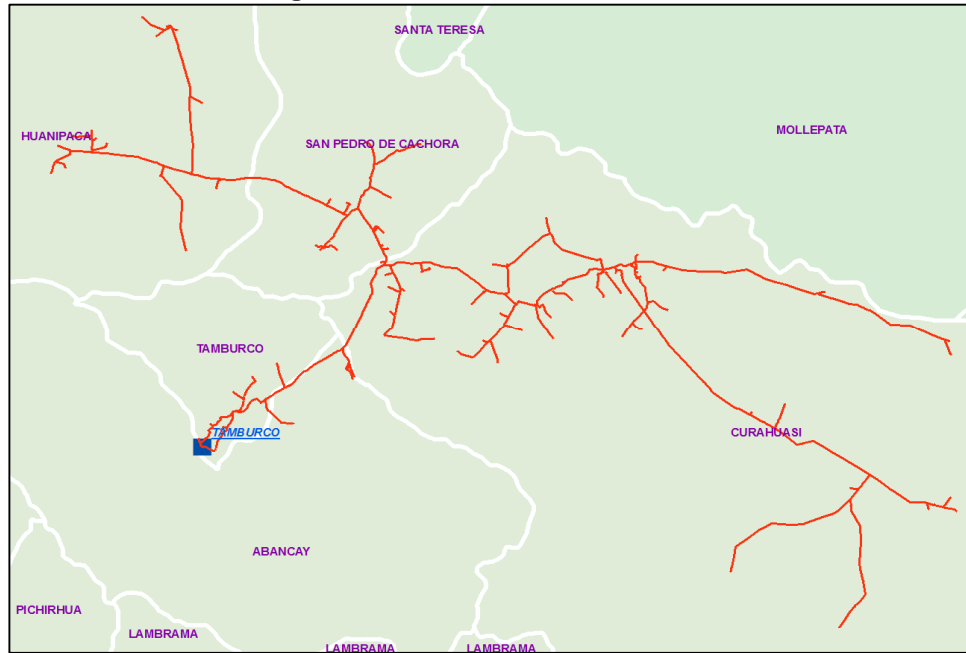 SANTA TERESA
MOLLEPATA
HUANIPACA
SAN PEDRO DE CACHORA
TAMBURCO
TAMBURCO
CURAHUASI
ABANCAY
PICHIRHUA
LAMBRAMA
LAMBRAMA
LAMBRAMA